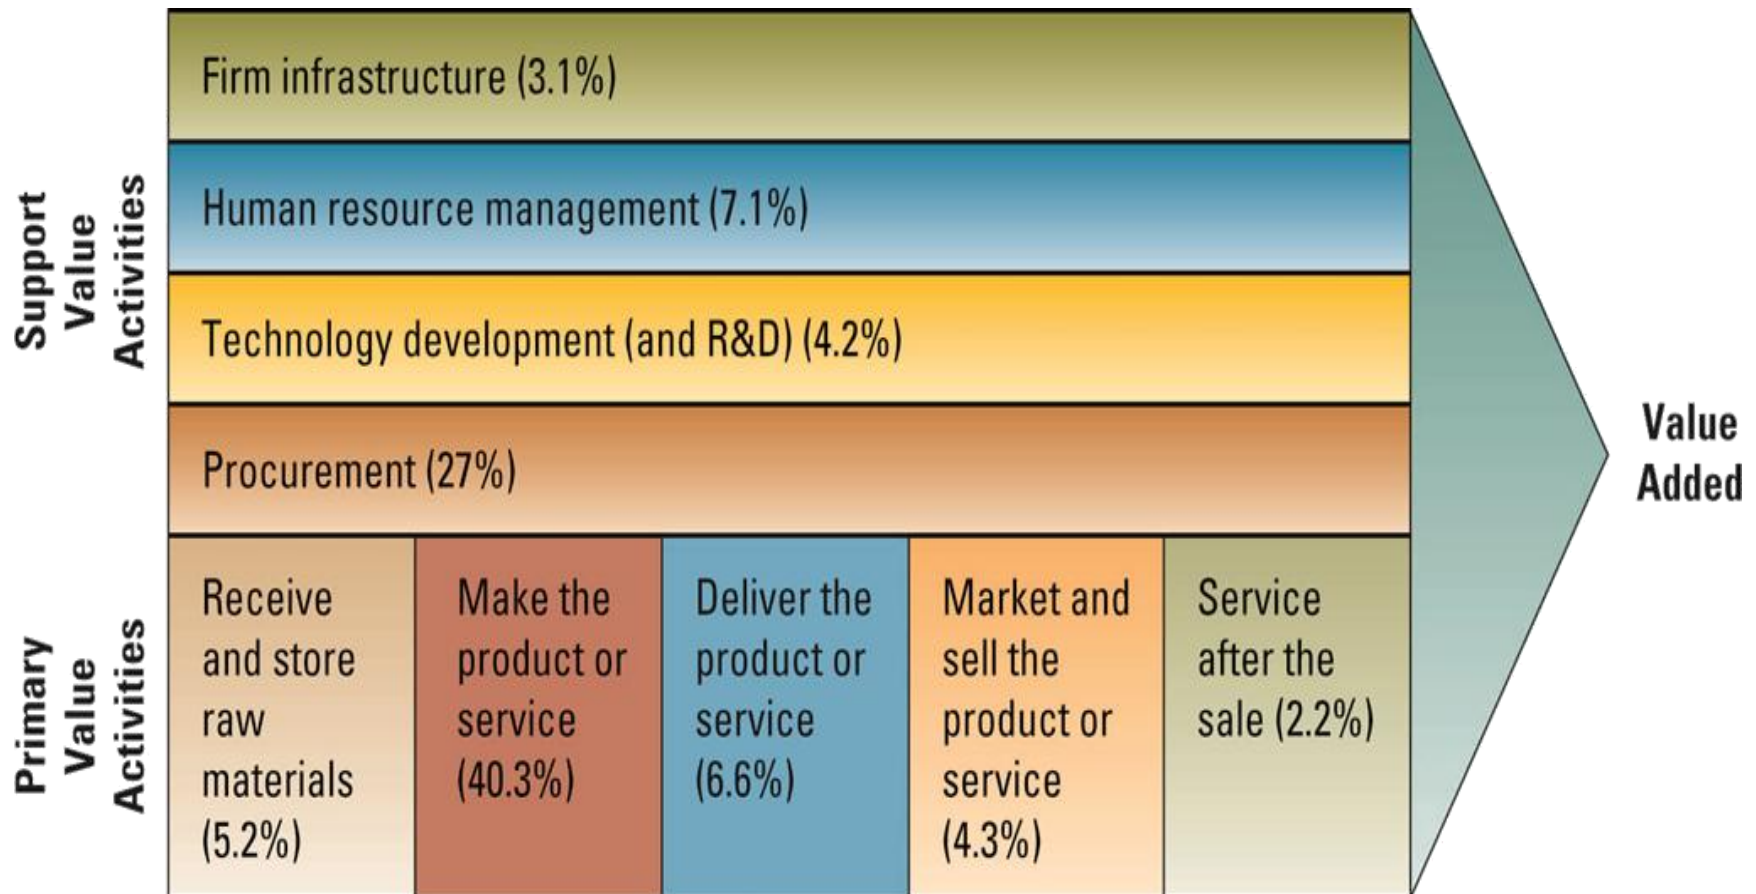 Support
Value
Activities
Firm infrastructure (3.1%)
Human resource management (7.1%)
Technology development (and R&D) (4.2%)
Procurement (27%)
Primary
Value
Activities
Receive
and store
raw
materials
(5.2%)
Make the
product or
service
(40.3%)
Deliver the
product or
service
(6.6%)
Market and
sell the
product or
service
(4.3%)
Service
after the
sale (2.2%)
Value
Added